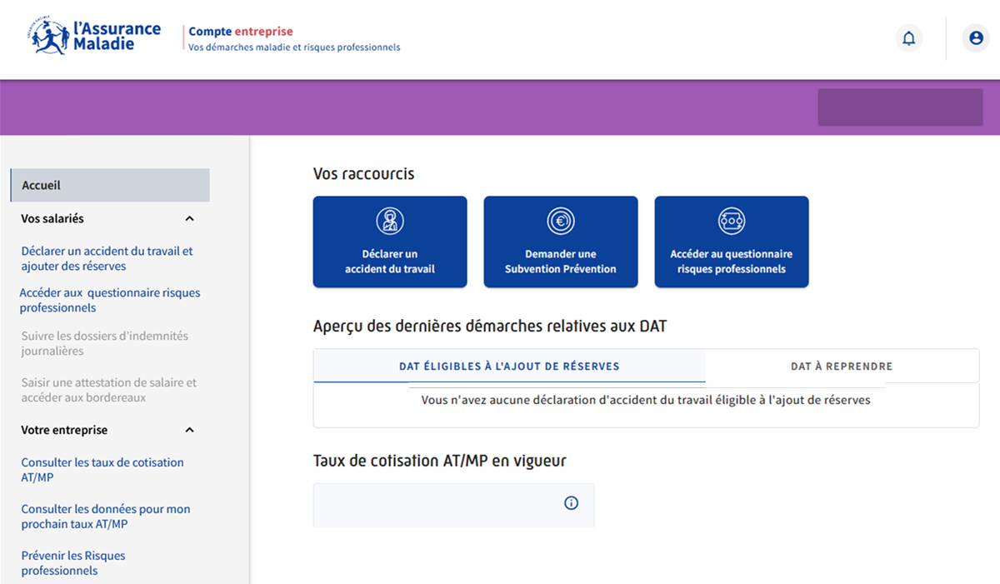 l'Assurance
Maladie
Compte entreprise
Vos démarches maladie et risques professionnels
Accueil
Vos salariés
Déclarer un accident du travail et
ajouter des réserves
Accéder aux questionnaire risques
professionnels
Suivre les dossiers d'indemnités
journalières
Saisir une attestation de salaire et
accéder aux bordereaux
Votre entreprise
Consulter les taux de cotisation
AT/MP
Consulter les données pour mon
prochain taux AT/MP
Prévenir les Risques
professionnels
Vos raccourcis
Déclarer un
accident du travail
Demander une
Subvention Prévention
Accéder au questionnaire
risques professionnels
Aperçu des dernières démarches relatives aux DAT
DAT ÉLIGIBLES À L'AJOUT DE RÉSERVES
DAT À REPRENDRE
Vous n'avez aucune déclaration d'accident du travail éligible à l'ajout de réserves
Taux de cotisation AT/MP en vigueur